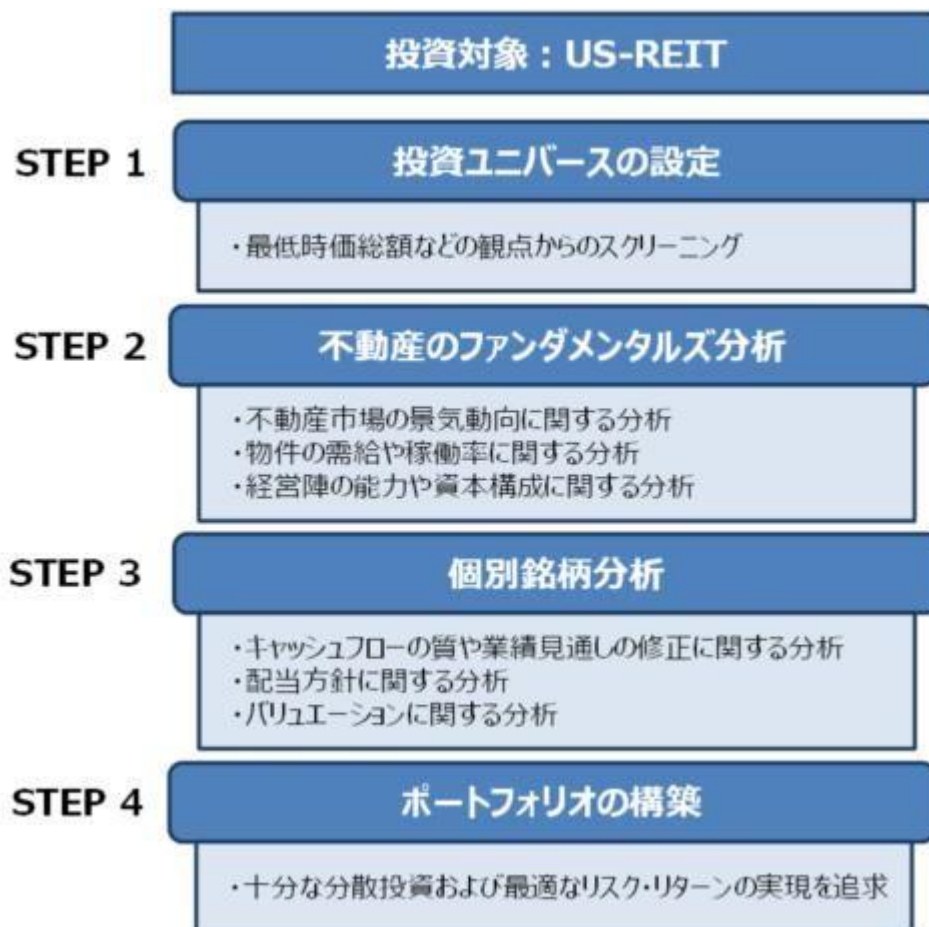 投資対象：US-REIT
STEP 1
投資ユニバースの設定
・最低時価総額などの観点からのスクリーニング
STEP 2
不動産のファンダメンタルズ分析
・不動産市場の景気動向に関する分析
・物件の需給や稼働率に関する分析
・経営陣の能力や資本構成に関する分析
STEP 3
個別銘柄分析
・キャッシュフローの質や業績見通しの修正に関する分析
・配当方針に関する分析
・バリュエーションに関する分析
STEP 4
ポートフォリオの構築
・十分な分散投資および最適なリスク・リターンの実現を追求